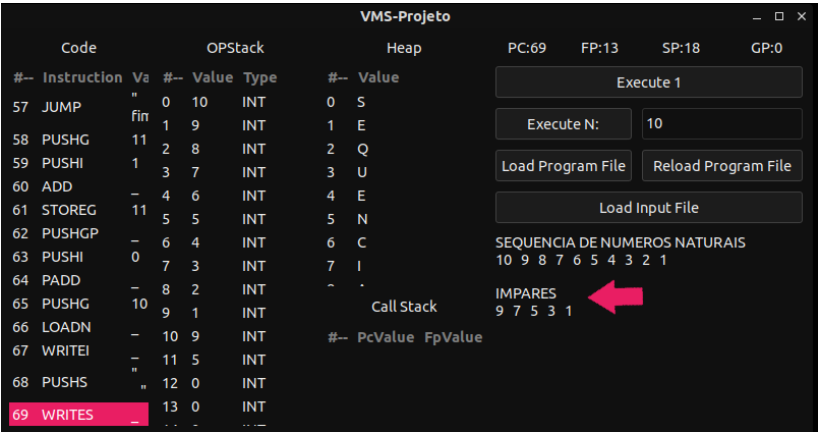 VMS-Projeto
Code OPStack Heap PC:69 FP:13 SP:18 GP:0
#-- Instruction Va #-- Value Type #-- Value
57 JUMP "
fim
58 PUSHG 11
59 PUSHI 1
60 ADD _
61 STOREG 11
62 PUSHGP _
63 PUSHI 0
64 PADD _
65 PUSHG 10
66 LOADN _
67 WRITEI _
68 PUSHS " "
69 WRITES _
0 10 INT
1 9 INT
2 8 INT
3 7 INT
4 6 INT
5 5 INT
6 4 INT
7 3 INT
8 2 INT
9 1 INT
10 9 INT
11 5 INT
12 0 INT
13 0 INT
0 S
1 E
2 Q
3 U
4 E
5 N
6 C
7 I
Call Stack
#-- PcValue FpValue
Execute 1
Execute N: 10
Load Program File Reload Program File
Load Input File
SEQUENCIA DE NUMEROS NATURAIS
10 9 8 7 6 5 4 3 2 1
IMPARES
9 7 5 3 1